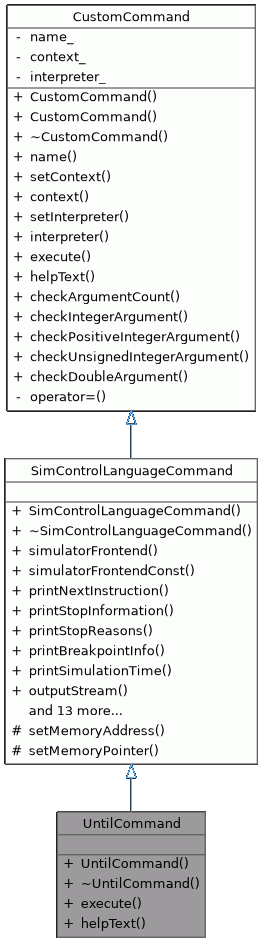 CustomCommand
- name_
- context_
- interpreter_
+ CustomCommand()
+ CustomCommand()
+ ~CustomCommand()
+ name()
+ setContext()
+ context()
+ setInterpreter()
+ interpreter()
+ execute()
+ helpText()
+ checkArgumentCount()
+ checkIntegerArgument()
+ checkPositiveIntegerArgument()
+ checkUnsignedIntegerArgument()
+ checkDoubleArgument()
- operator=()
SimControlLanguageCommand
+ SimControlLanguageCommand()
+ ~SimControlLanguageCommand()
+ simulatorFrontend()
+ simulatorFrontendConst()
+ printNextInstruction()
+ printStopInformation()
+ printStopReasons()
+ printBreakpointInfo()
+ printSimulationTime()
+ outputStream()
and 13 more...
# setMemoryAddress()
# setMemoryPointer()
UntilCommand
+ UntilCommand()
+ ~UntilCommand()
+ execute()
+ helpText()